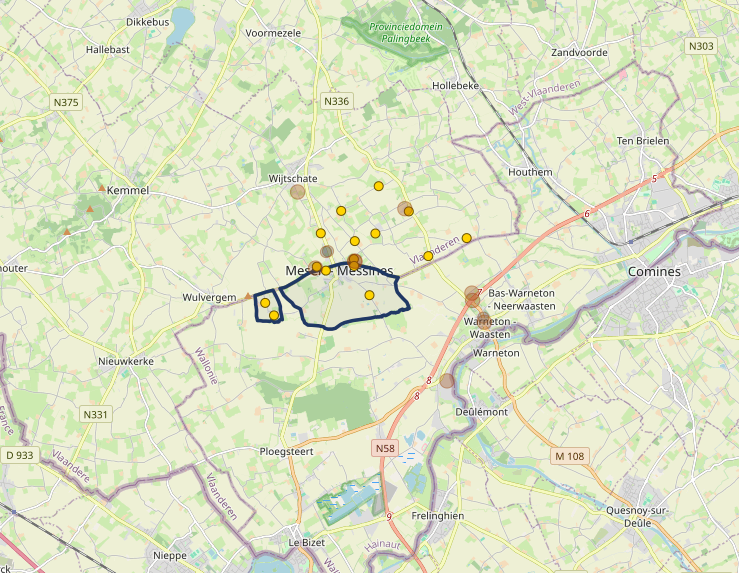 Dikkebus
Voormezele
Provinciedomein
Palingbeek
Hallebast
Zandvoorde
N303
N375
N336
Hollebeke
West-Vlaanderen
Ten Brielen
Wijtschate
Houthem
Kemmel
5
6
Vlaanderen
Messines
Comines
Wulvergem
7
Bas-Warneton
- Neerwaasten
Warneton -
Waasten
Warneton
Wallonie
Nieuwkerke
8
8
Deûlémont
N331
France
N58
D 933
Vlaandere
Ploegsteert
M 108
Vlaanderen
9
Frelinghien
Quesnoy-sur-
Deûle
Le Bizet
Hainaut
Nieppe